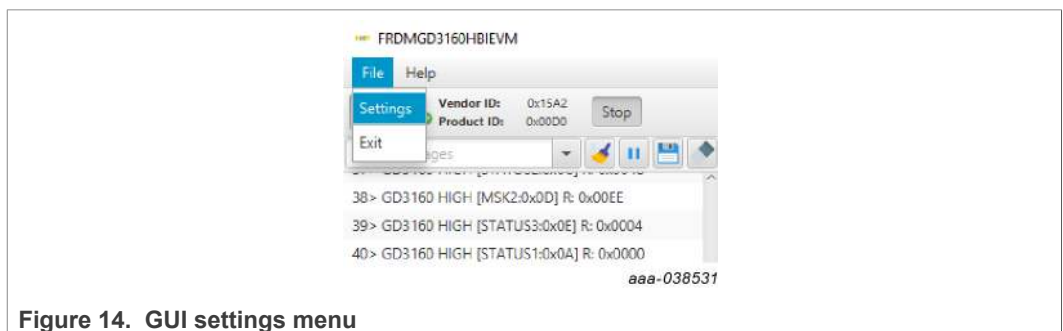 FRDMGD3160HBIEVM
File Help
Settings
Vendor ID: 0x15A2
Product ID: 0x00D0
Stop
Exit
38> GD3160 HIGH [MSK2:0x0D] R: 0x00EE
39> GD3160 HIGH [STATUS3:0x0E] R: 0x0004
40> GD3160 HIGH [STATUS1:0x0A] R: 0x0000
aaa-038531
Figure 14. GUI settings menu